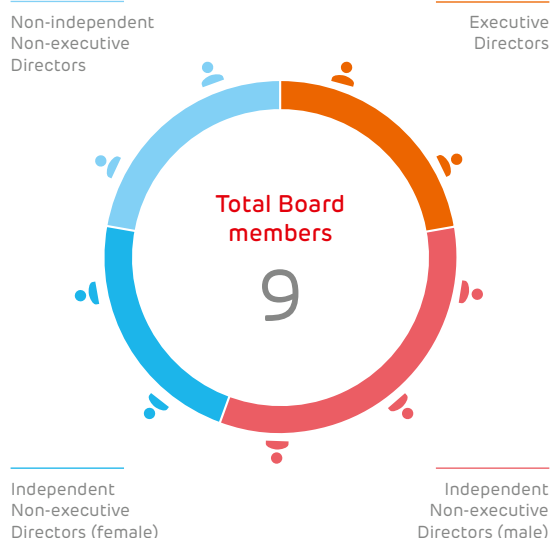 Non-independent
Non-executive
Directors
Executive
Directors
Total Board
members
9
Independent
Non-executive
Directors (female)
Independent
Non-executive
Directors (male)